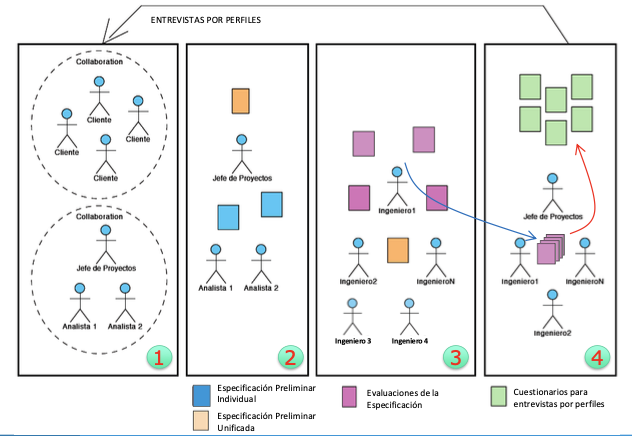 ENTREVISTAS POR PERFILES
Collaboration
Cliente
Cliente
Cliente
Cliente
Collaboration
Jefe de Proyectos
Analista 1
Analista 2
1
Jefe de Proyectos
Analista 1
Analista 2
2
Ingeniero1
Ingeniero2
IngenieroN
Ingeniero 3
Ingeniero 4
3
Jefe de Proyectos
Ingeniero1
IngenieroN
Ingeniero2
4
Especificación Preliminar
Individual
Especificación Preliminar
Unificada
Evaluaciones de la
Especificación
Cuestionarios para
entrevistas por perfiles